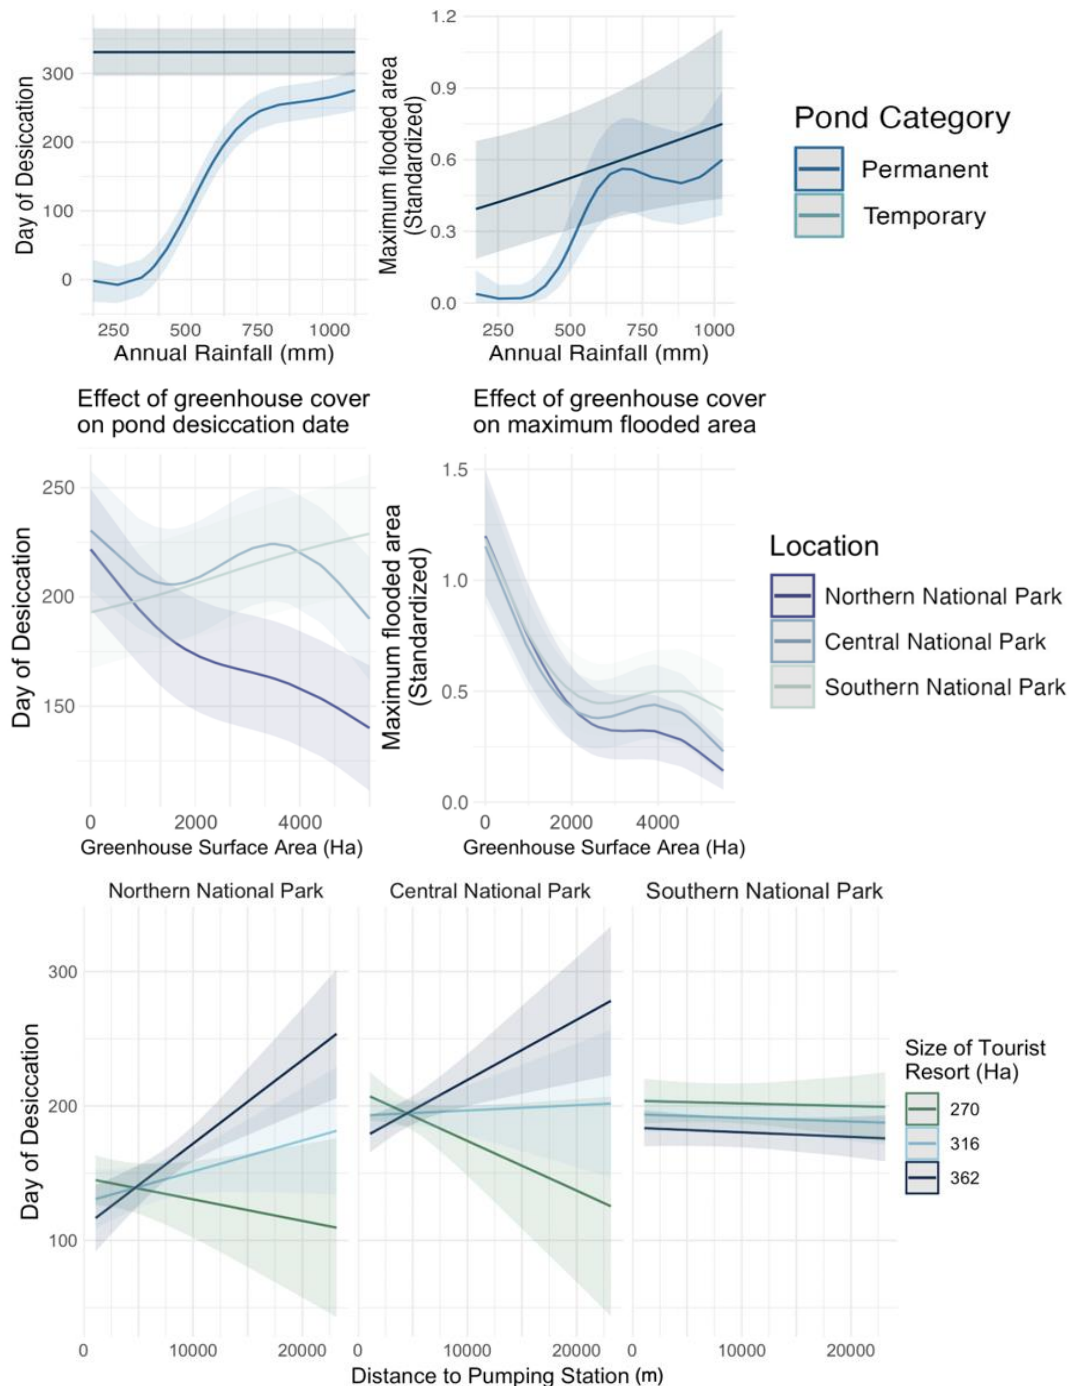 Day of Desiccation
300
200
100
0
250
500
750
1000
Annual Rainfall (mm)
Maximum flooded area
(Standardized)
1.2
0.9
0.6
0.3
0.0
250
500
750
1000
Annual Rainfall (mm)
Pond Category
Permanent
Temporary
Effect of greenhouse cover
on pond desiccation date
Day of Desiccation
250
200
150
0
2000
4000
Greenhouse Surface Area (Ha)
Effect of greenhouse cover
on maximum flooded area
Maximum flooded area
(Standardized)
1.5
1.0
0.5
0.0
0
2000
4000
Greenhouse Surface Area (Ha)
Location
Northern National Park
Central National Park
Southern National Park
Northern National Park
Central National Park
Southern National Park
Day of Desiccation
300
200
100
0
10000
20000
0
10000
20000
0
10000
20000
Distance to Pumping Station (m)
Size of Tourist
Resort (Ha)
270
316
362